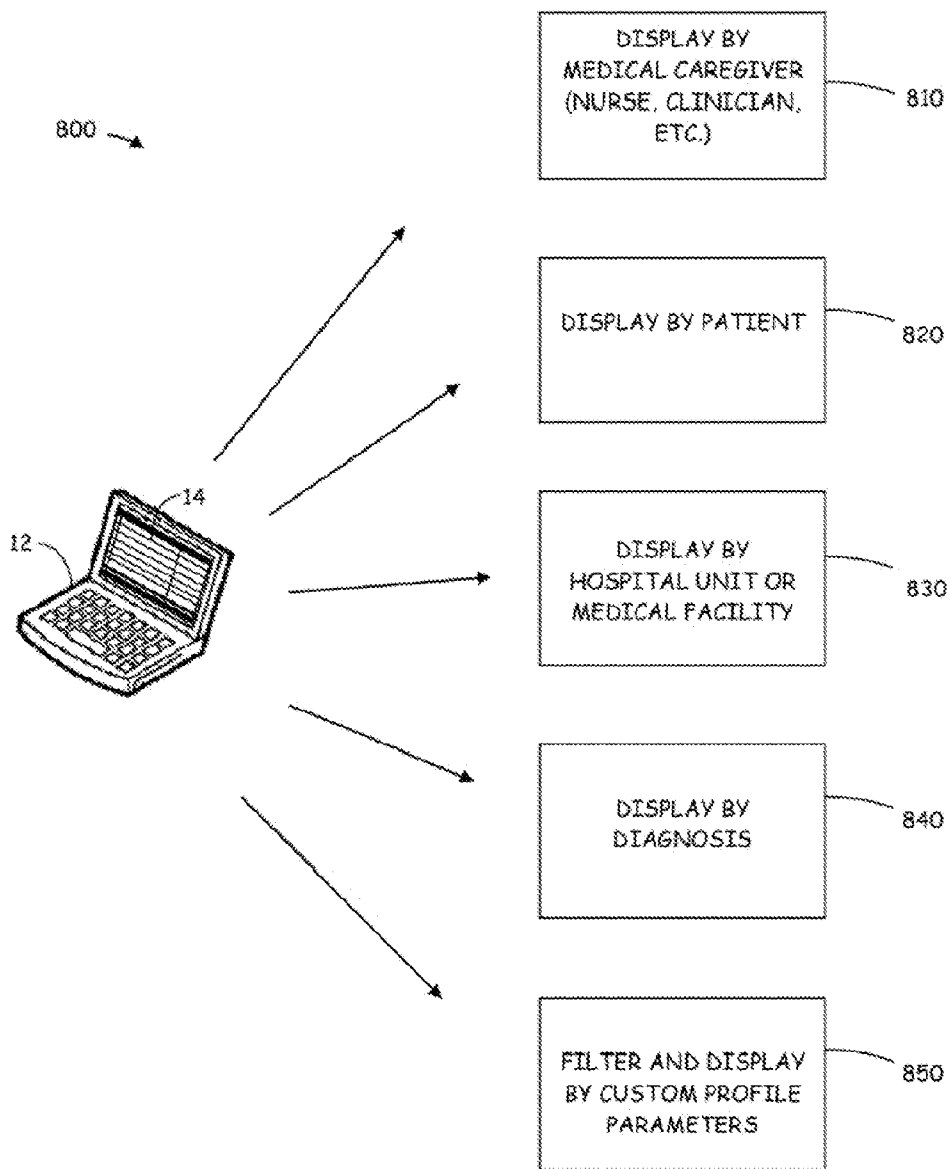 DISPLAY BY
MEDICAL CAREGIVER
(NURSE, CLINICIAN,
ETC.)
810
800
DISPLAY BY PATIENT
820
14
12
DISPLAY BY
HOSPITAL UNIT OR
MEDICAL FACILITY
830
DISPLAY BY
DIAGNOSIS
840
FILTER AND DISPLAY
BY CUSTOM PROFILE
PARAMETERS
850